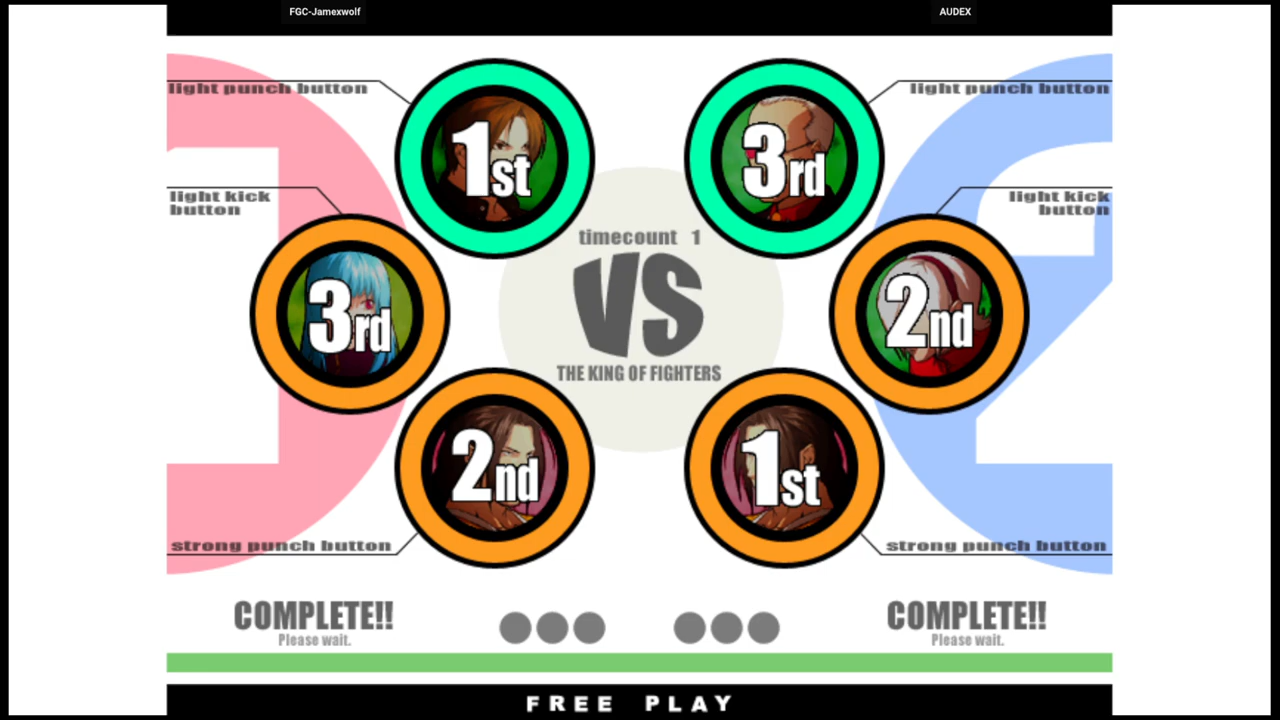 FGC-Jamexwolf
AUDEX
light punch button
light punch button
1st
3rd
light kick
button
light kick
button
timecount 1
VS
THE KING OF FIGHTERS
3rd
2nd
2nd
1st
strong punch button
strong punch button
COMPLETE!!
Please wait.
COMPLETE!!
Please wait.
FREE PLAY